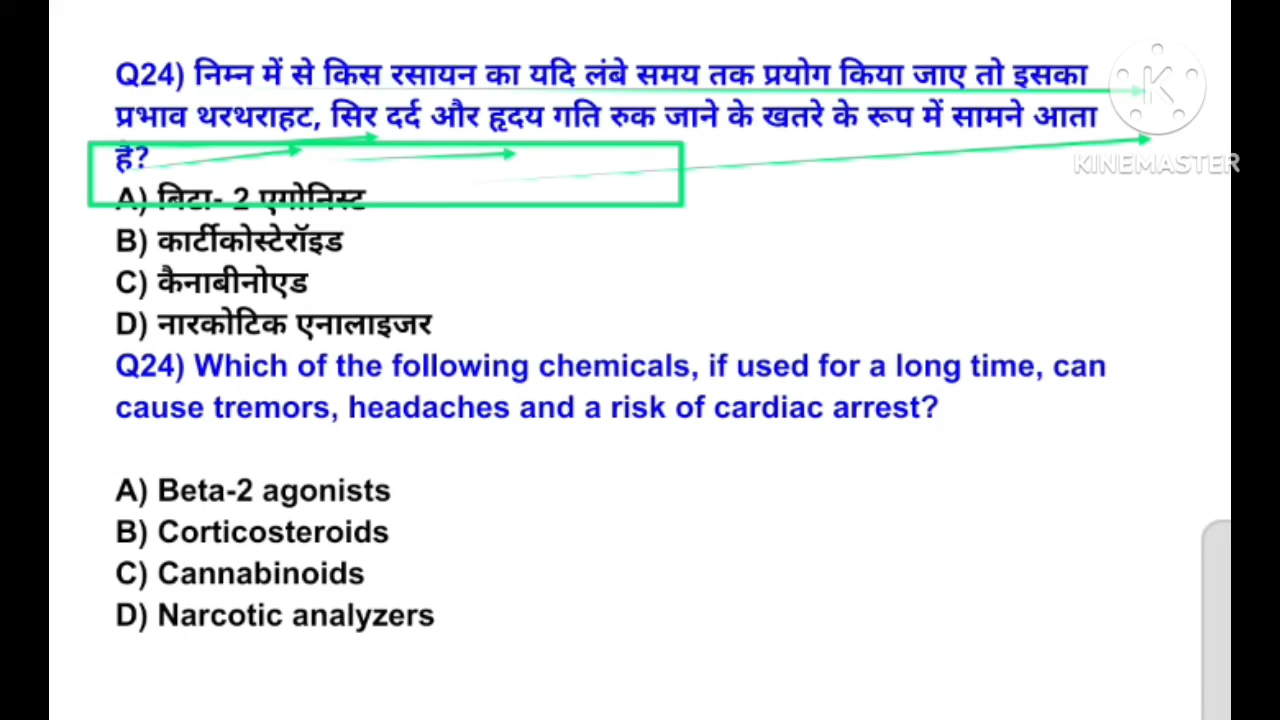 Q24) निम्न में से किस रसायन का यदि लंबे समय तक प्रयोग किया जाए तो इसका
प्रभाव थरथराहट, सिर दर्द और हृदय गति रुक जाने के खतरे के रूप में सामने आता
है?
A) बिटा- 2 एगोनिस्ट
B) कार्टीकोस्टेरॉइड
C) कैनाबीनोएड
D) नारकोटिक एनालाइजर
Q24) Which of the following chemicals, if used for a long time, can
cause tremors, headaches and a risk of cardiac arrest?
A) Beta-2 agonists
B) Corticosteroids
C) Cannabinoids
D) Narcotic analyzers
K
KINEMASTER